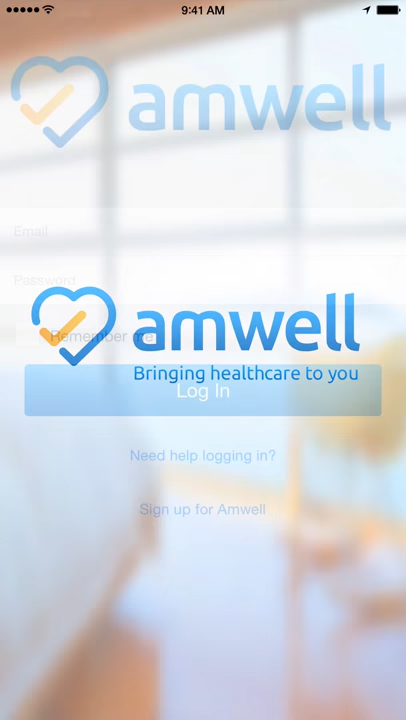 9:41 AM
amwell
Email
Password
Remember me
amwell
Bringing healthcare to you
Log In
Need help logging in?
Sign up for Amwell